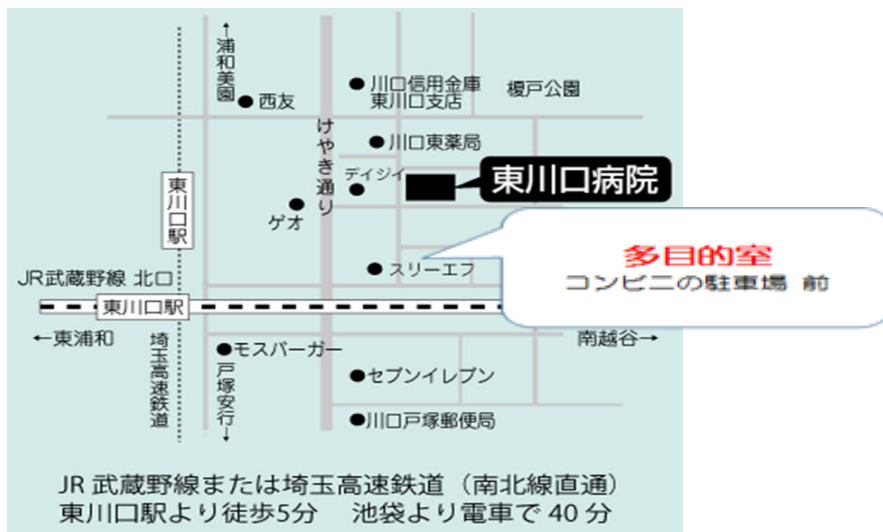 ←浦和美園
●西友
●川口信用金庫
東川口支店
榎戸公園
けやき通り
●川口東薬局
デイジイ
東川口病院
東川口駅
ゲオ
多目的室
コンビニの駐車場 前
●スリーエフ
JR武蔵野線 北口
東川口駅
←東浦和
南越谷→
埼玉高速鉄道
●モスバーガー
戸塚安行→
●セブンイレブン
●川口戸塚郵便局
JR 武蔵野線または埼玉高速鉄道（南北線直通）
東川口駅より徒歩5分 池袋より電車で 40 分